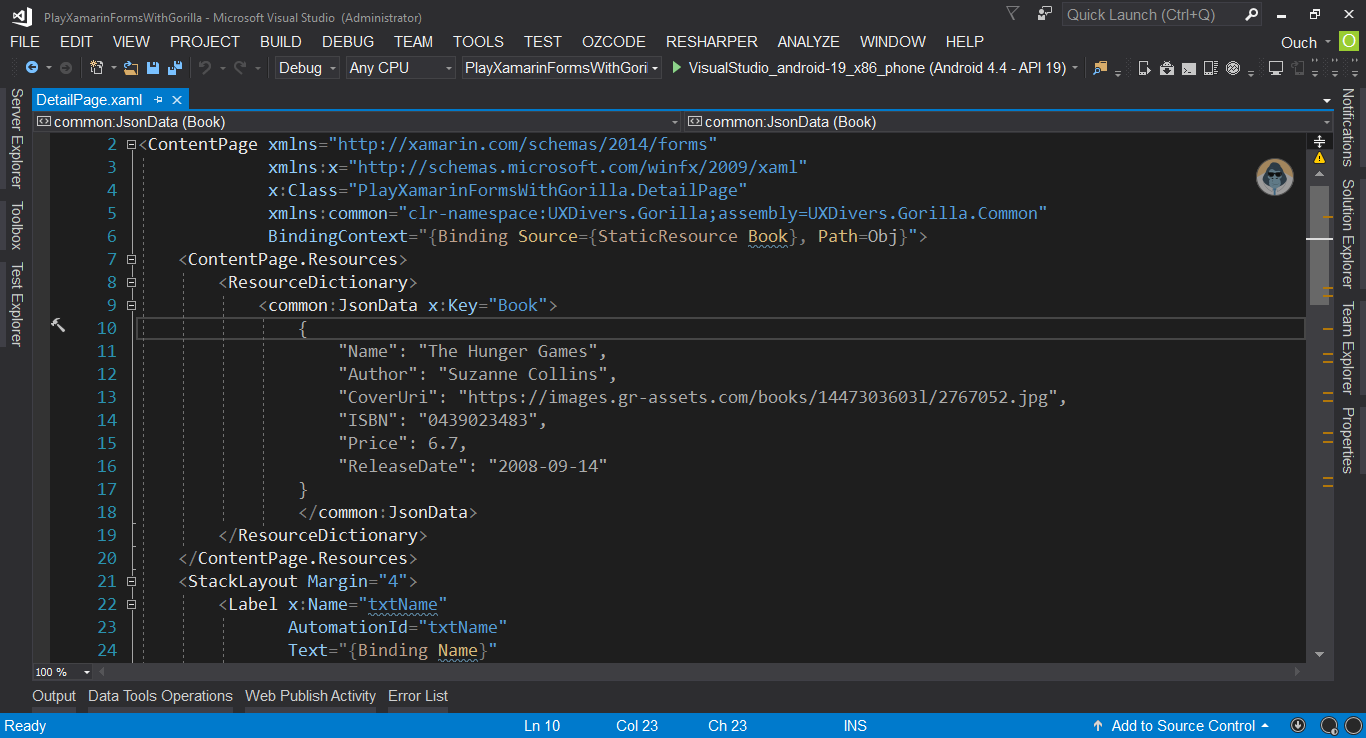 PlayXamarinFormsWithGorilla - Microsoft Visual Studio (Administrator)
Quick Launch (Ctrl+Q)
FILE EDIT VIEW PROJECT BUILD DEBUG TEAM TOOLS TEST OZCODE RESHARPER ANALYZE WINDOW HELP
Ouch O
Debug Any CPU PlayXamarinFormsWithGori VisualStudio_android-19_x86_phone (Android 4.4 - API 19)
Server Explorer
Toolbox
Test Explorer
DetailPage.xaml
common:JsonData (Book) common:JsonData (Book)
2 <ContentPage xmlns="http://xamarin.com/schemas/2014/forms"
3 xmlns:x="http://schemas.microsoft.com/winfx/2009/xaml"
4 x:Class="PlayXamarinFormsWithGorilla.DetailPage"
5 xmlns:common="clr-namespace:UXDivers.Gorilla;assembly=UXDivers.Gorilla.Common"
6 BindingContext="{Binding Source={StaticResource Book}, Path=Obj}">
7 <ContentPage.Resources>
8 <ResourceDictionary>
9 <common:JsonData x:Key="Book">
10 {
11 "Name": "The Hunger Games",
12 "Author": "Suzanne Collins",
13 "CoverUri": "https://images.gr-assets.com/books/1447303603l/2767052.jpg",
14 "ISBN": "0439023483",
15 "Price": 6.7,
16 "ReleaseDate": "2008-09-14"
17 }
18 </common:JsonData>
19 </ResourceDictionary>
20 </ContentPage.Resources>
21 <StackLayout Margin="4">
22 <Label x:Name="txtName"
23 AutomationId="txtName"
24 Text="{Binding Name}"
Notifications
Solution Explorer
Team Explorer
Properties
100 %
Output Data Tools Operations Web Publish Activity Error List
Ready Ln 10 Col 23 Ch 23 INS Add to Source Control